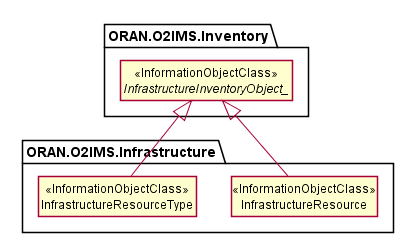 ORAN.O2IMS.Inventory
«InformationObjectClass»
InfrastructureInventoryObject_
ORAN.O2IMS.Infrastructure
«InformationObjectClass»
InfrastructureResourceType
«InformationObjectClass»
InfrastructureResource